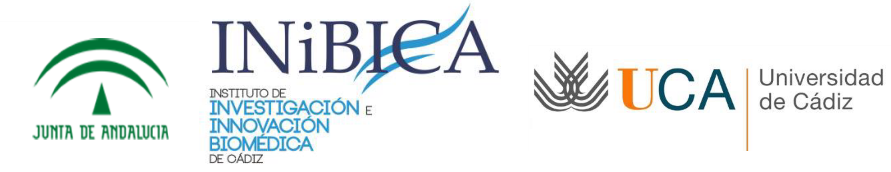 JUNTA DE ANDALUCIA
INiBICA
INSTITUTO DE
INVESTIGACIÓN E
INNOVACIÓN
BIOMÉDICA
DE CÁDIZ
UCA
Universidad
de Cádiz